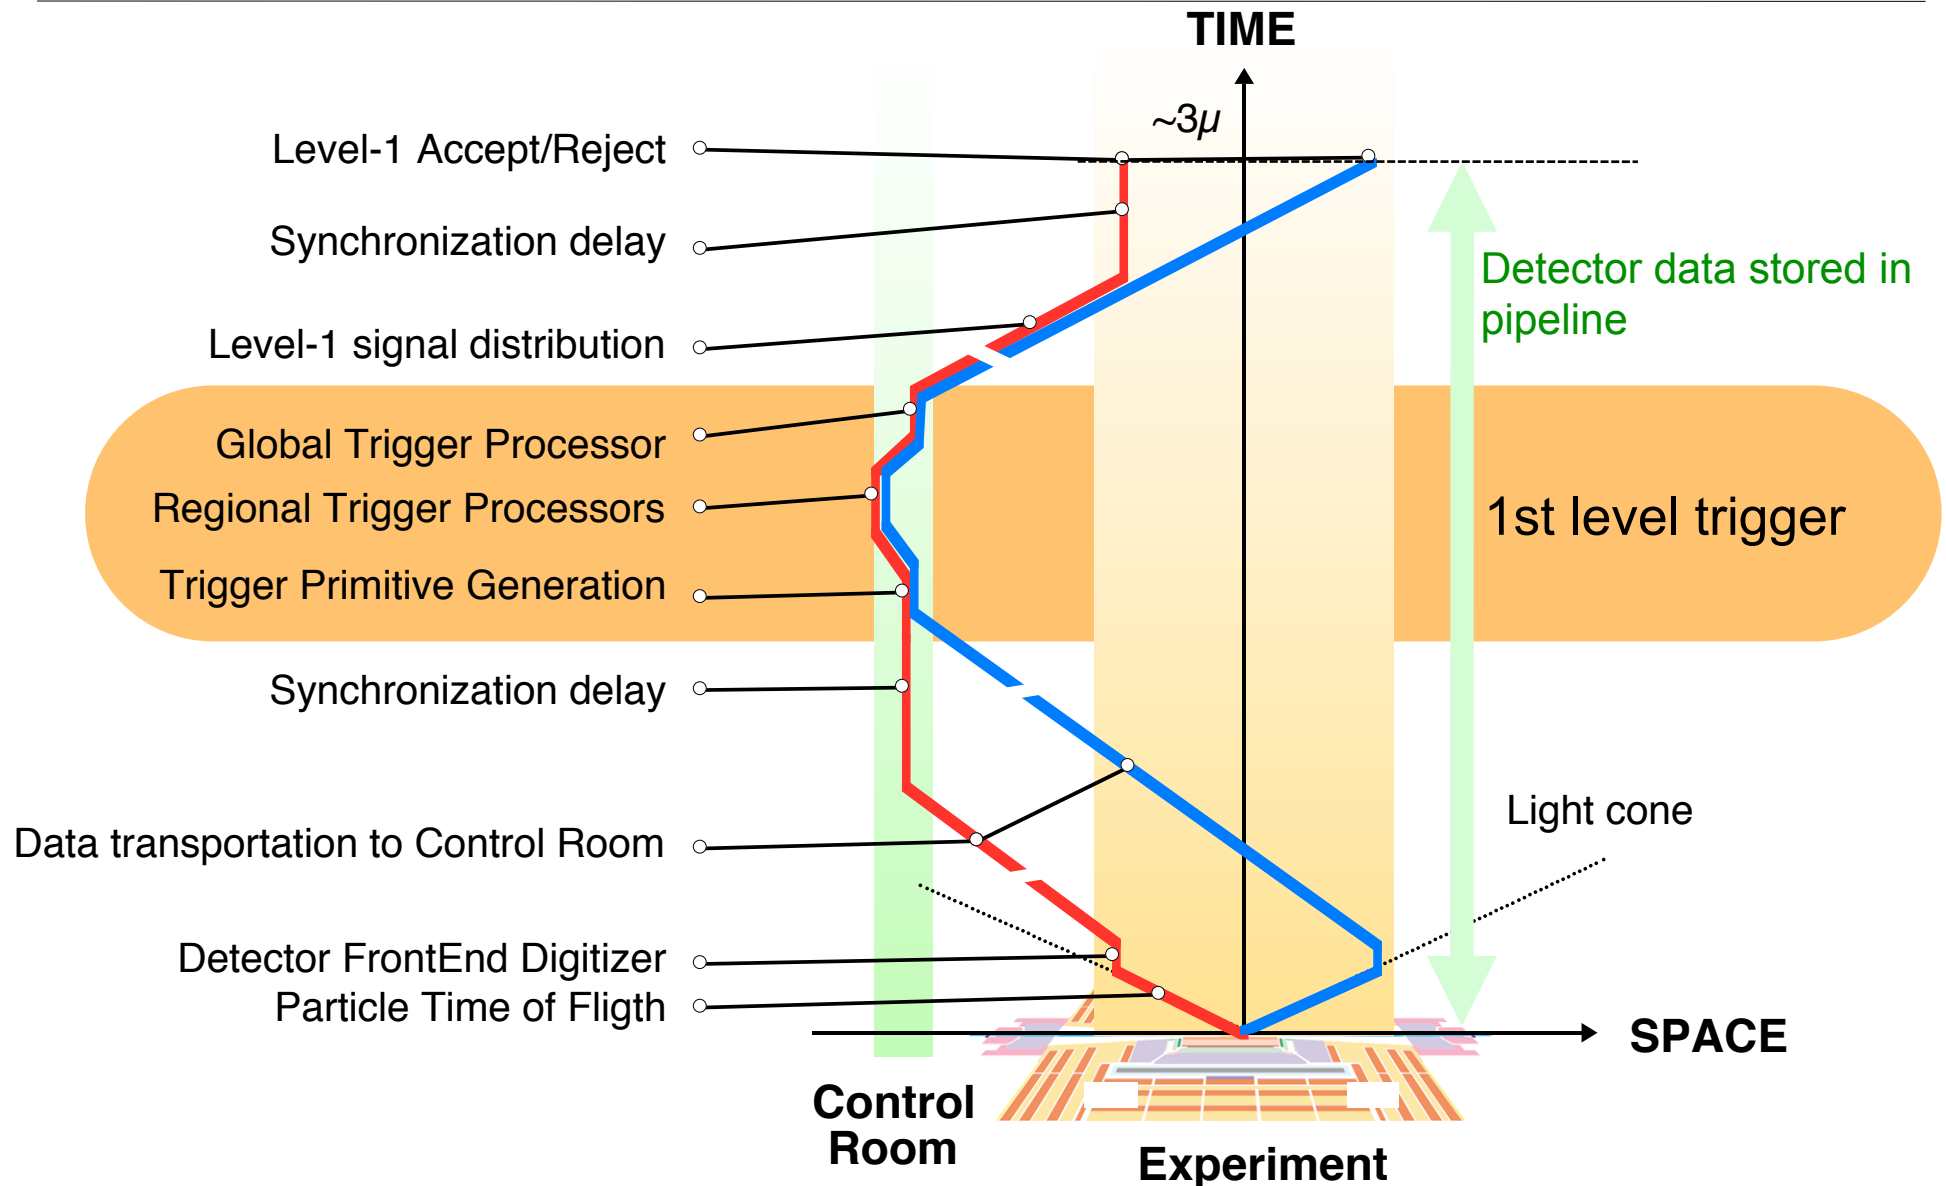 TIME
~3µ
Level-1 Accept/Reject
Synchronization delay
Detector data stored in
pipeline
Level-1 signal distribution
Global Trigger Processor
Regional Trigger Processors
1st level trigger
Trigger Primitive Generation
Synchronization delay
Light cone
Data transportation to Control Room
Detector FrontEnd Digitizer
Particle Time of Fligth
SPACE
Control
Room
Experiment